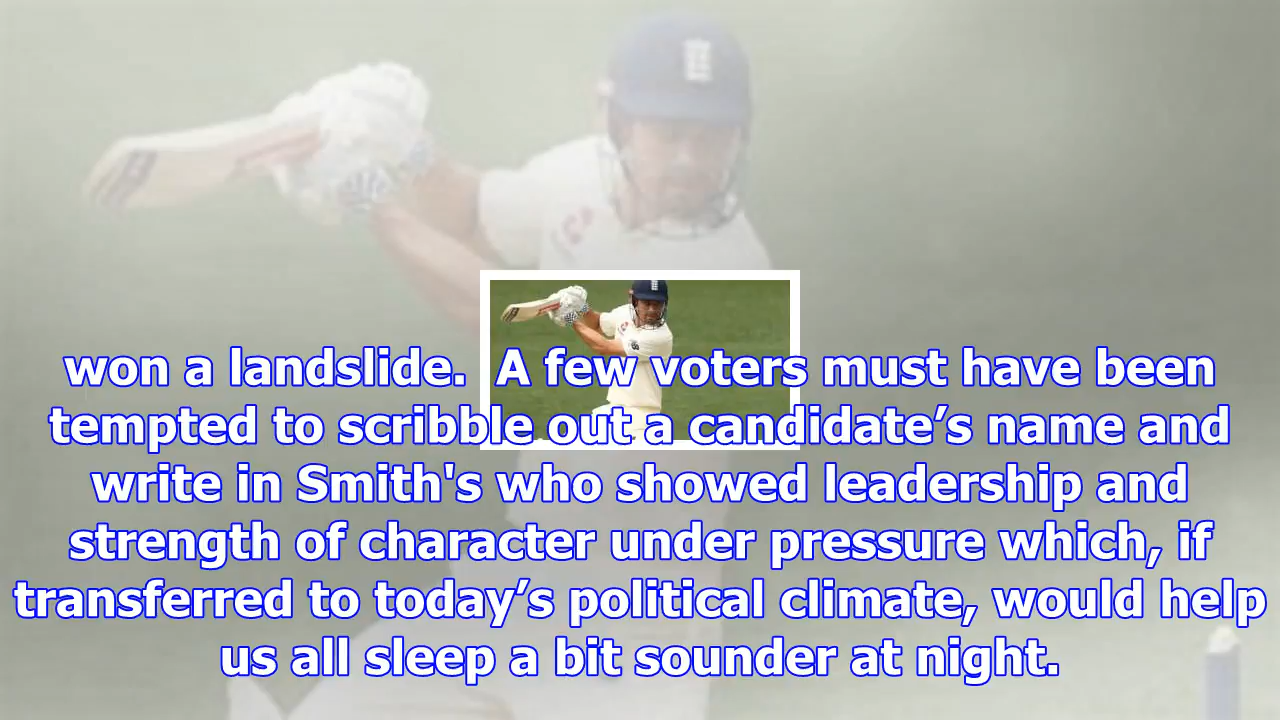 won a landslide.  A few voters must have been
tempted to scribble out a candidate’s name and
write in Smith's who showed leadership and
strength of character under pressure which, if
transferred to today’s political climate, would help
us all sleep a bit sounder at night.